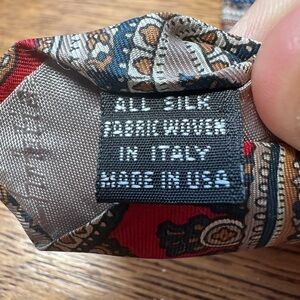 ALL SILK
FABRIC WOVEN
IN ITALY
MADE IN USA